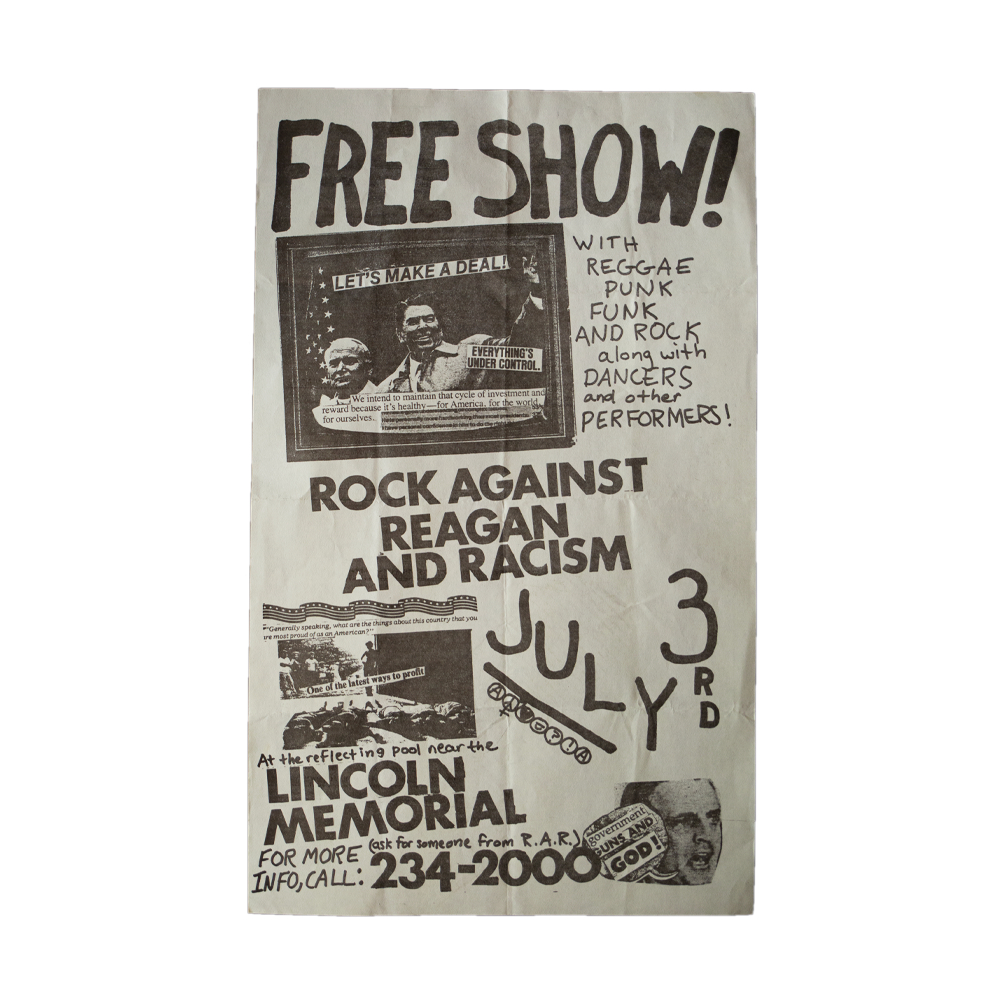 FREE SHOW!
LET'S MAKE A DEAL!
EVERYTHING'S
UNDER CONTROL.
We intend to maintain that cycle of investment and
reward because it's healthy—for America, for the world,
for ourselves.
WITH
REGGAE
PUNK
FUNK
AND ROCK
along with
DANCERS
and other
PERFORMERS!
ROCK AGAINST
REAGAN
AND RACISM
JULY 3RD
"Generally speaking, what are the things about this country that you
are most proud of as an American?"
One of the latest ways to profit
At the reflecting pool near the
LINCOLN
MEMORIAL
(ask for someone from R.A.R.)
FOR MORE
INFO, CALL: 234-2000
government
GUNS AND
GOD!